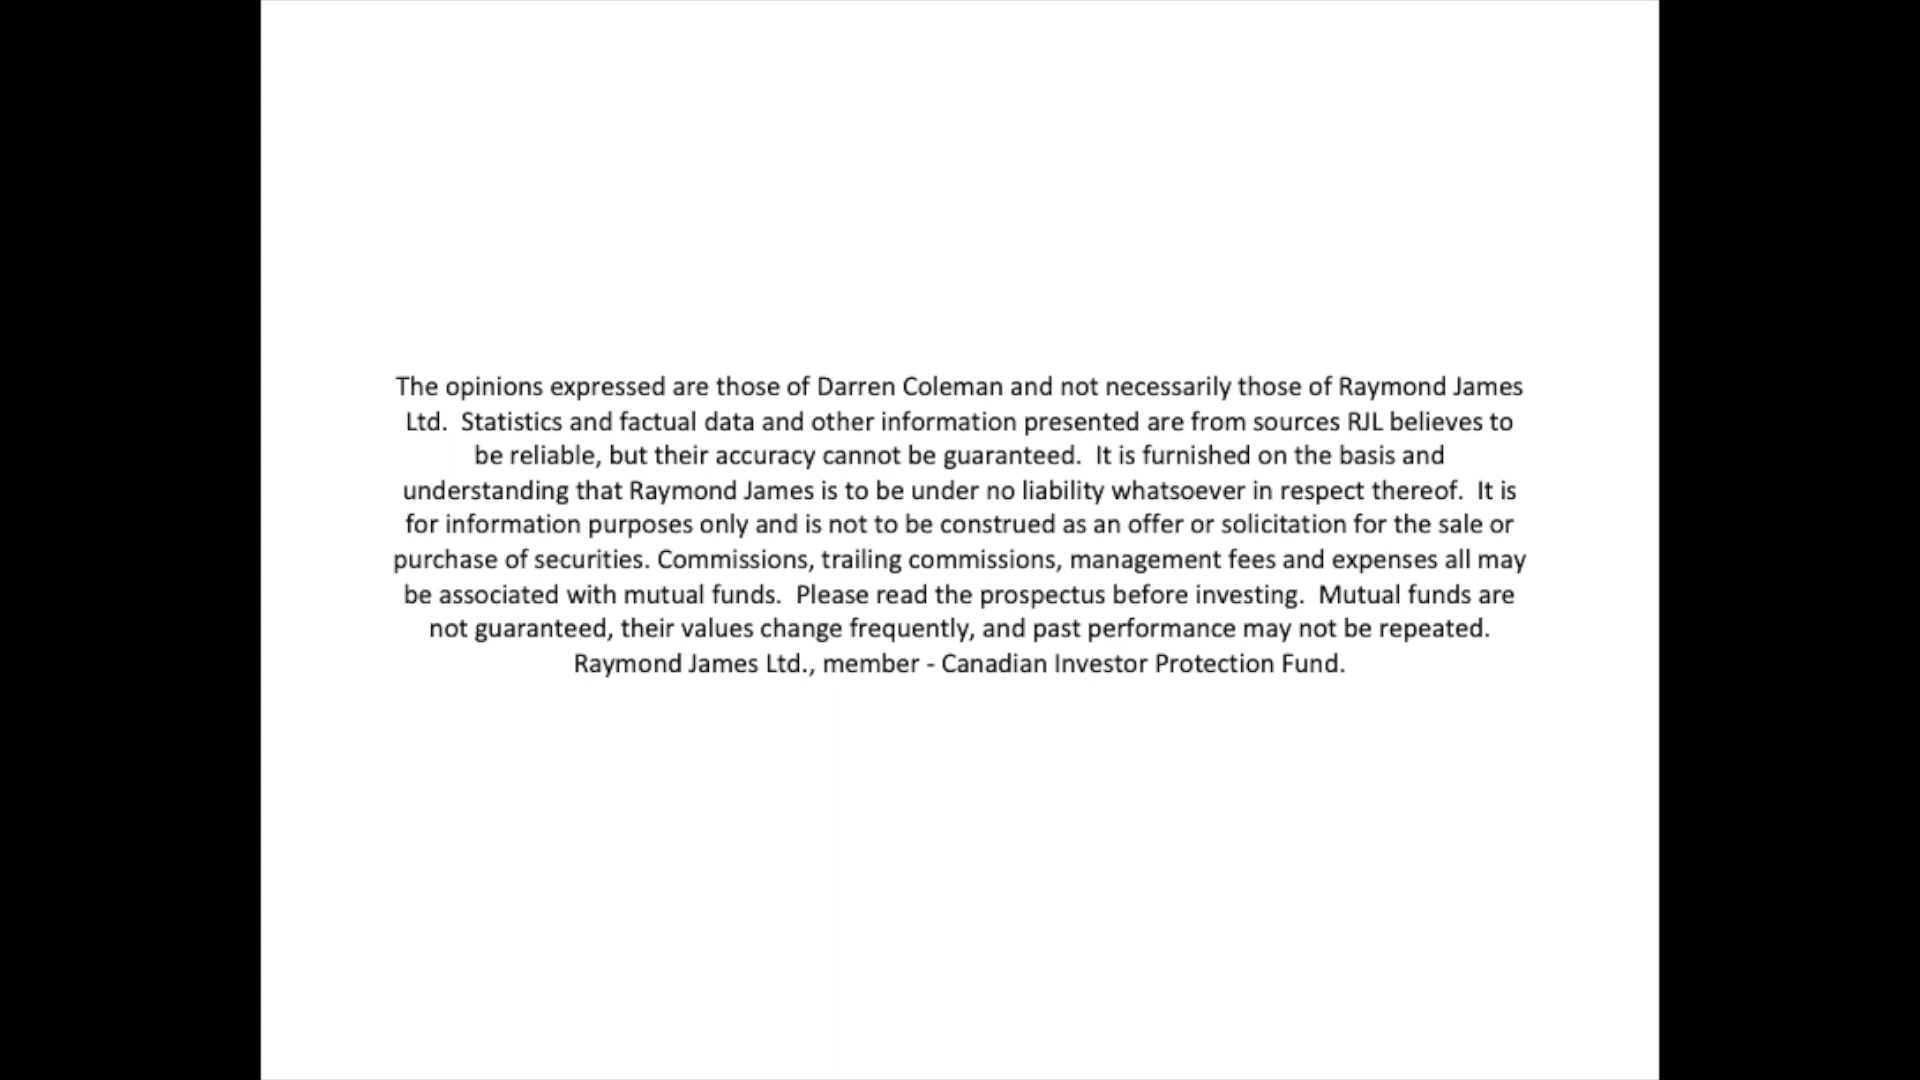 The opinions expressed are those of Darren Coleman and not necessarily those of Raymond James
Ltd.  Statistics and factual data and other information presented are from sources RJL believes to
be reliable, but their accuracy cannot be guaranteed.  It is furnished on the basis and
understanding that Raymond James is to be under no liability whatsoever in respect thereof.  It is
for information purposes only and is not to be construed as an offer or solicitation for the sale or
purchase of securities. Commissions, trailing commissions, management fees and expenses all may
be associated with mutual funds.  Please read the prospectus before investing.  Mutual funds are
not guaranteed, their values change frequently, and past performance may not be repeated.
Raymond James Ltd., member - Canadian Investor Protection Fund.